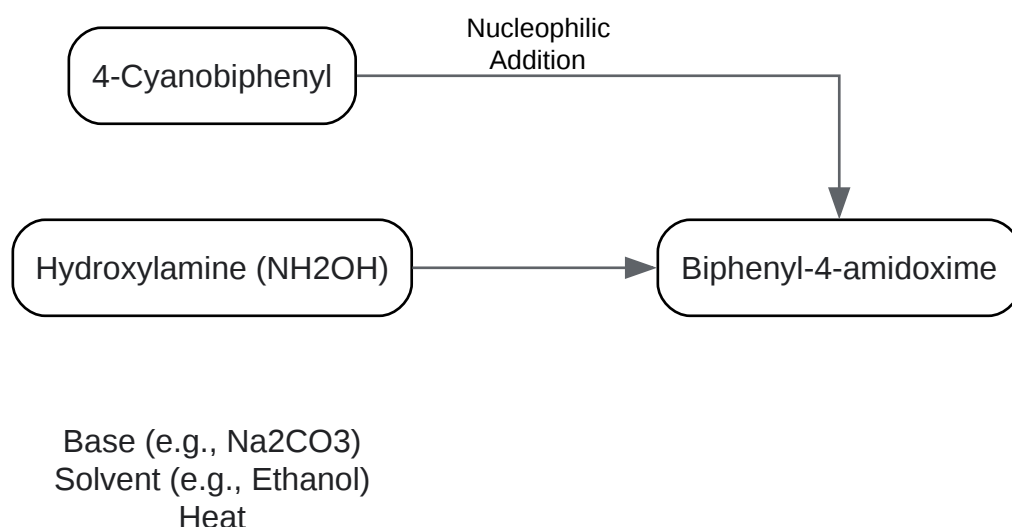 Nucleophilic
Addition
4-Cyanobiphenyl
Hydroxylamine (NH2OH)
Biphenyl-4-amidoxime
Base (e.g., Na2CO3)
Solvent (e.g., Ethanol)
Heat